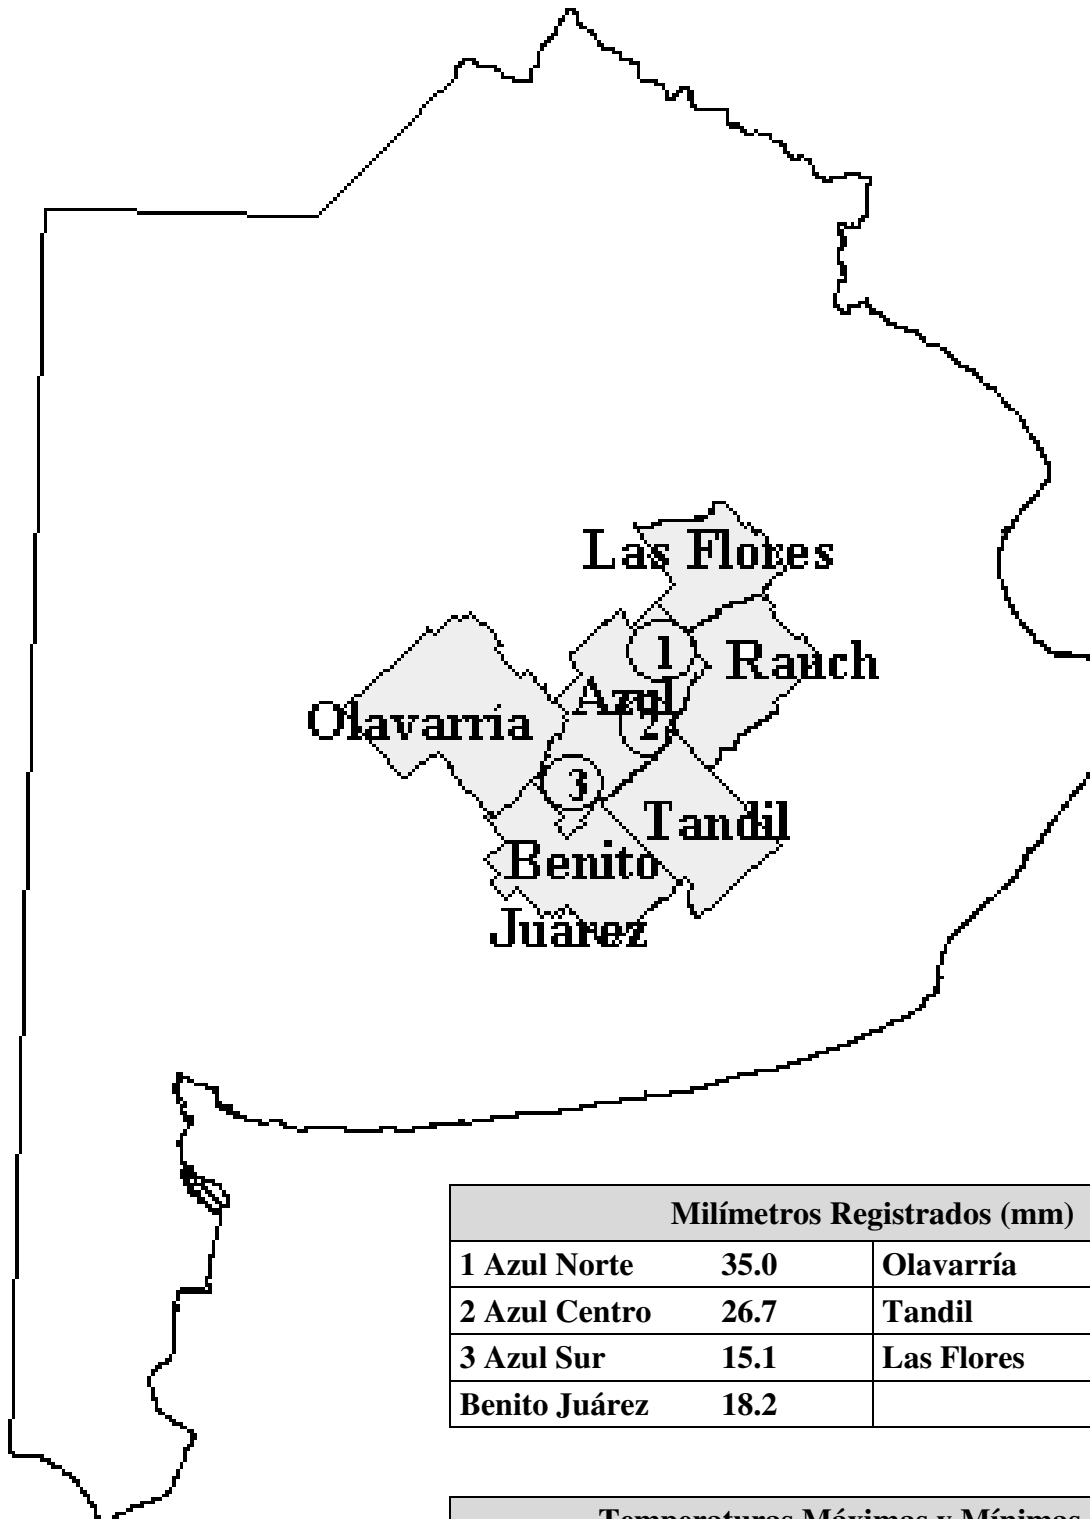 Las Flores
1
Rauch
Azul
Olavarría
2
3
Tandil
Benito
Juárez
Milímetros Registrados (mm)
1 Azul Norte 35.0 Olavarría
2 Azul Centro 26.7 Tandil
3 Azul Sur 15.1 Las Flores
Benito Juárez 18.2
Temperaturas Máximas y Mínimas